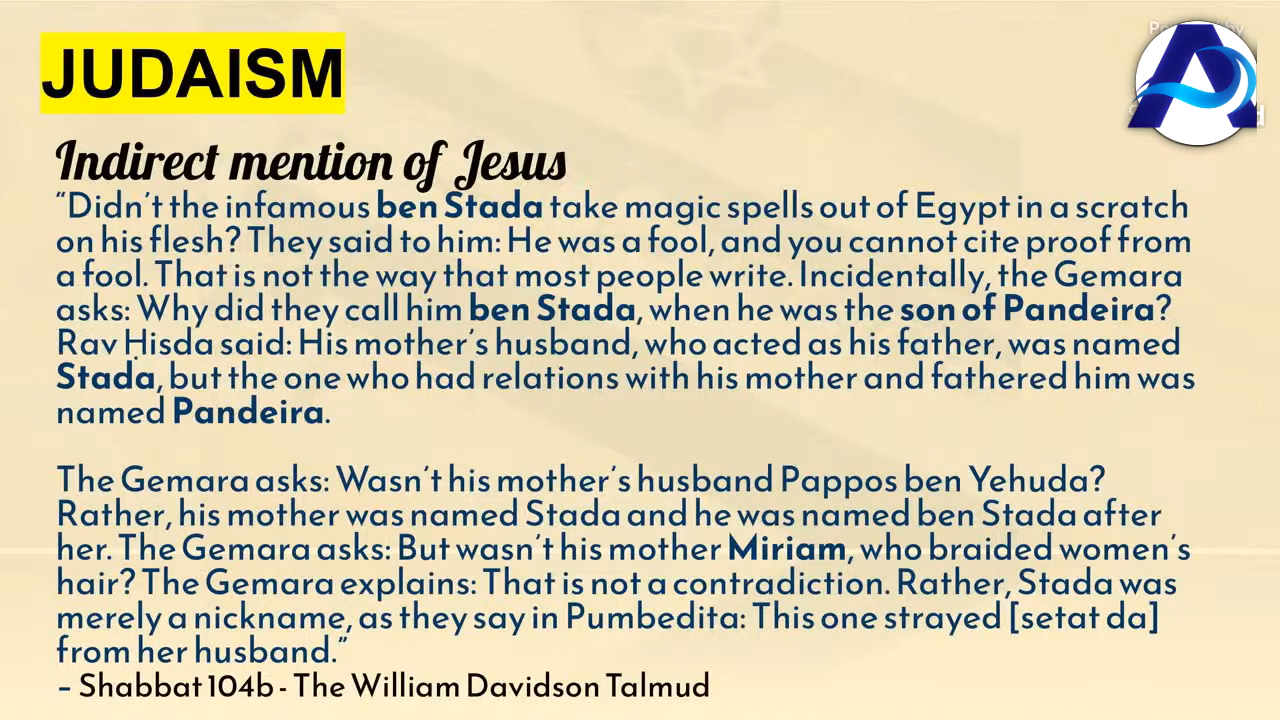 JUDAISM
Indirect mention of Jesus
“Didn’t the infamous ben Stada take magic spells out of Egypt in a scratch
on his flesh? They said to him: He was a fool, and you cannot cite proof from
a fool. That is not the way that most people write. Incidentally, the Gemara
asks: Why did they call him ben Stada, when he was the son of Pandeira?
Rav Ḥisda said: His mother’s husband, who acted as his father, was named
Stada, but the one who had relations with his mother and fathered him was
named Pandeira.
The Gemara asks: Wasn’t his mother’s husband Pappos ben Yehuda?
Rather, his mother was named Stada and he was named ben Stada after
her. The Gemara asks: But wasn’t his mother Miriam, who braided women’s
hair? The Gemara explains: That is not a contradiction. Rather, Stada was
merely a nickname, as they say in Pumbedita: This one strayed [setat da]
from her husband.”
– Shabbat 104b - The William Davidson Talmud